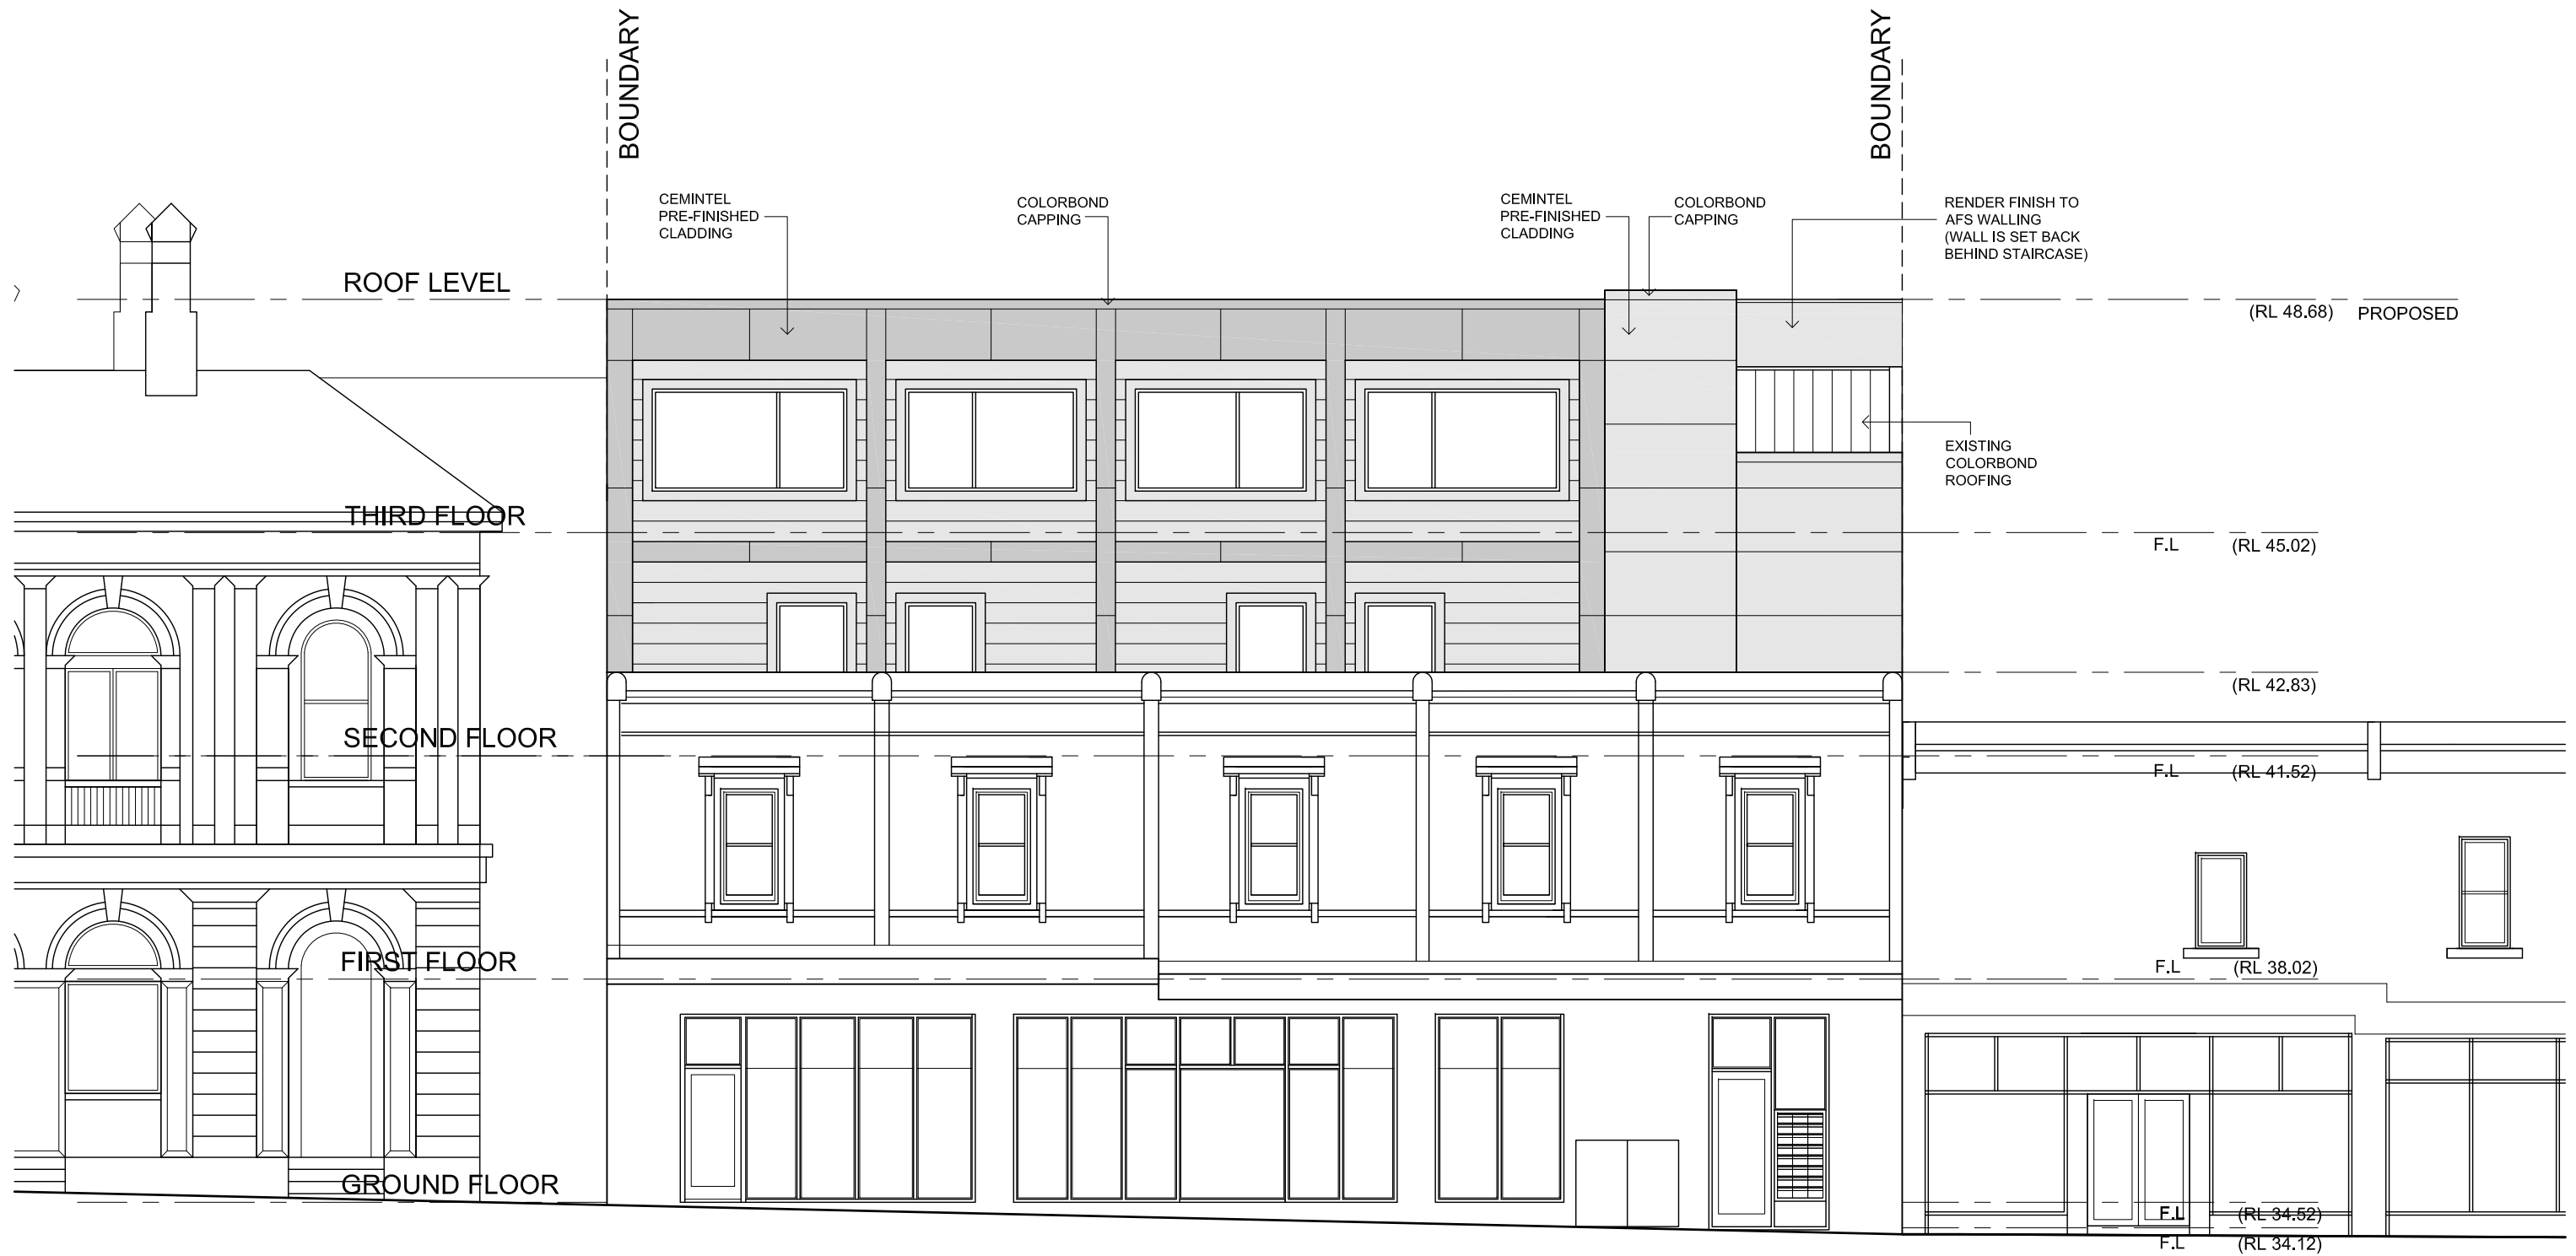 BOUNDARY
BOUNDARY
CEMINTEL
PRE-FINISHED
CLADDING
COLORBOND
CAPPING
CEMINTEL
PRE-FINISHED
CLADDING
COLORBOND
CAPPING
RENDER FINISH TO
AFS WALLING
(WALL IS SET BACK
BEHIND STAIRCASE)
ROOF LEVEL
(RL 48.68) PROPOSED
EXISTING
COLORBOND
ROOFING
THIRD FLOOR
F.L (RL 45.02)
(RL 42.83)
SECOND FLOOR
F.L (RL 41.52)
FIRST FLOOR
F.L (RL 38.02)
GROUND FLOOR
F.L (RL 34.52)
F.L (RL 34.12)